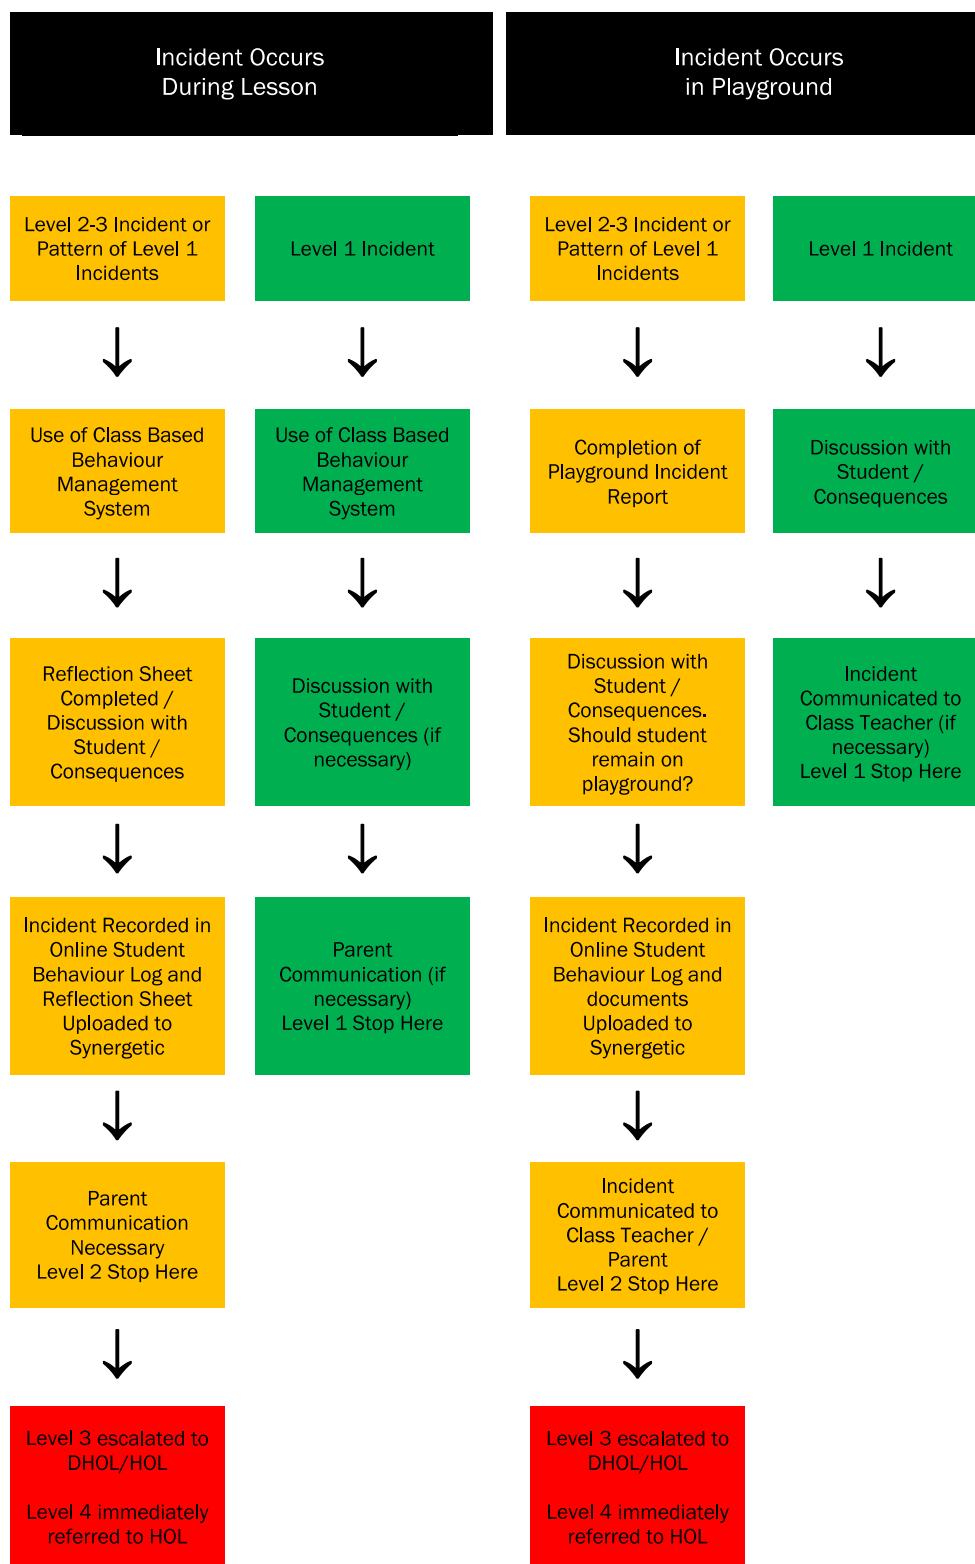 Incident Occurs
During Lesson
Incident Occurs
in Playground
Level 2-3 Incident or
Pattern of Level 1
Incidents
Level 1 Incident
Level 2-3 Incident or
Pattern of Level 1
Incidents
Level 1 Incident
Use of Class Based
Behaviour
Management
System
Use of Class Based
Behaviour
Management
System
Completion of
Playground Incident
Report
Discussion with
Student /
Consequences
Reflection Sheet
Completed /
Discussion with
Student /
Consequences
Discussion with
Student /
Consequences (if
necessary)
Discussion with
Student /
Consequences.
Should student
remain on
playground?
Incident
Communicated to
Class Teacher (if
necessary)
Level 1 Stop Here
Incident Recorded in
Online Student
Behaviour Log and
Reflection Sheet
Uploaded to
Synergetic
Parent
Communication (if
necessary)
Level 1 Stop Here
Incident Recorded in
Online Student
Behaviour Log and
documents
Uploaded to
Synergetic
Parent
Communication
Necessary
Level 2 Stop Here
Incident
Communicated to
Class Teacher /
Parent
Level 2 Stop Here
Level 3 escalated to
DHOL/HOL
Level 4 immediately
referred to HOL
Level 3 escalated to
DHOL/HOL
Level 4 immediately
referred to HOL